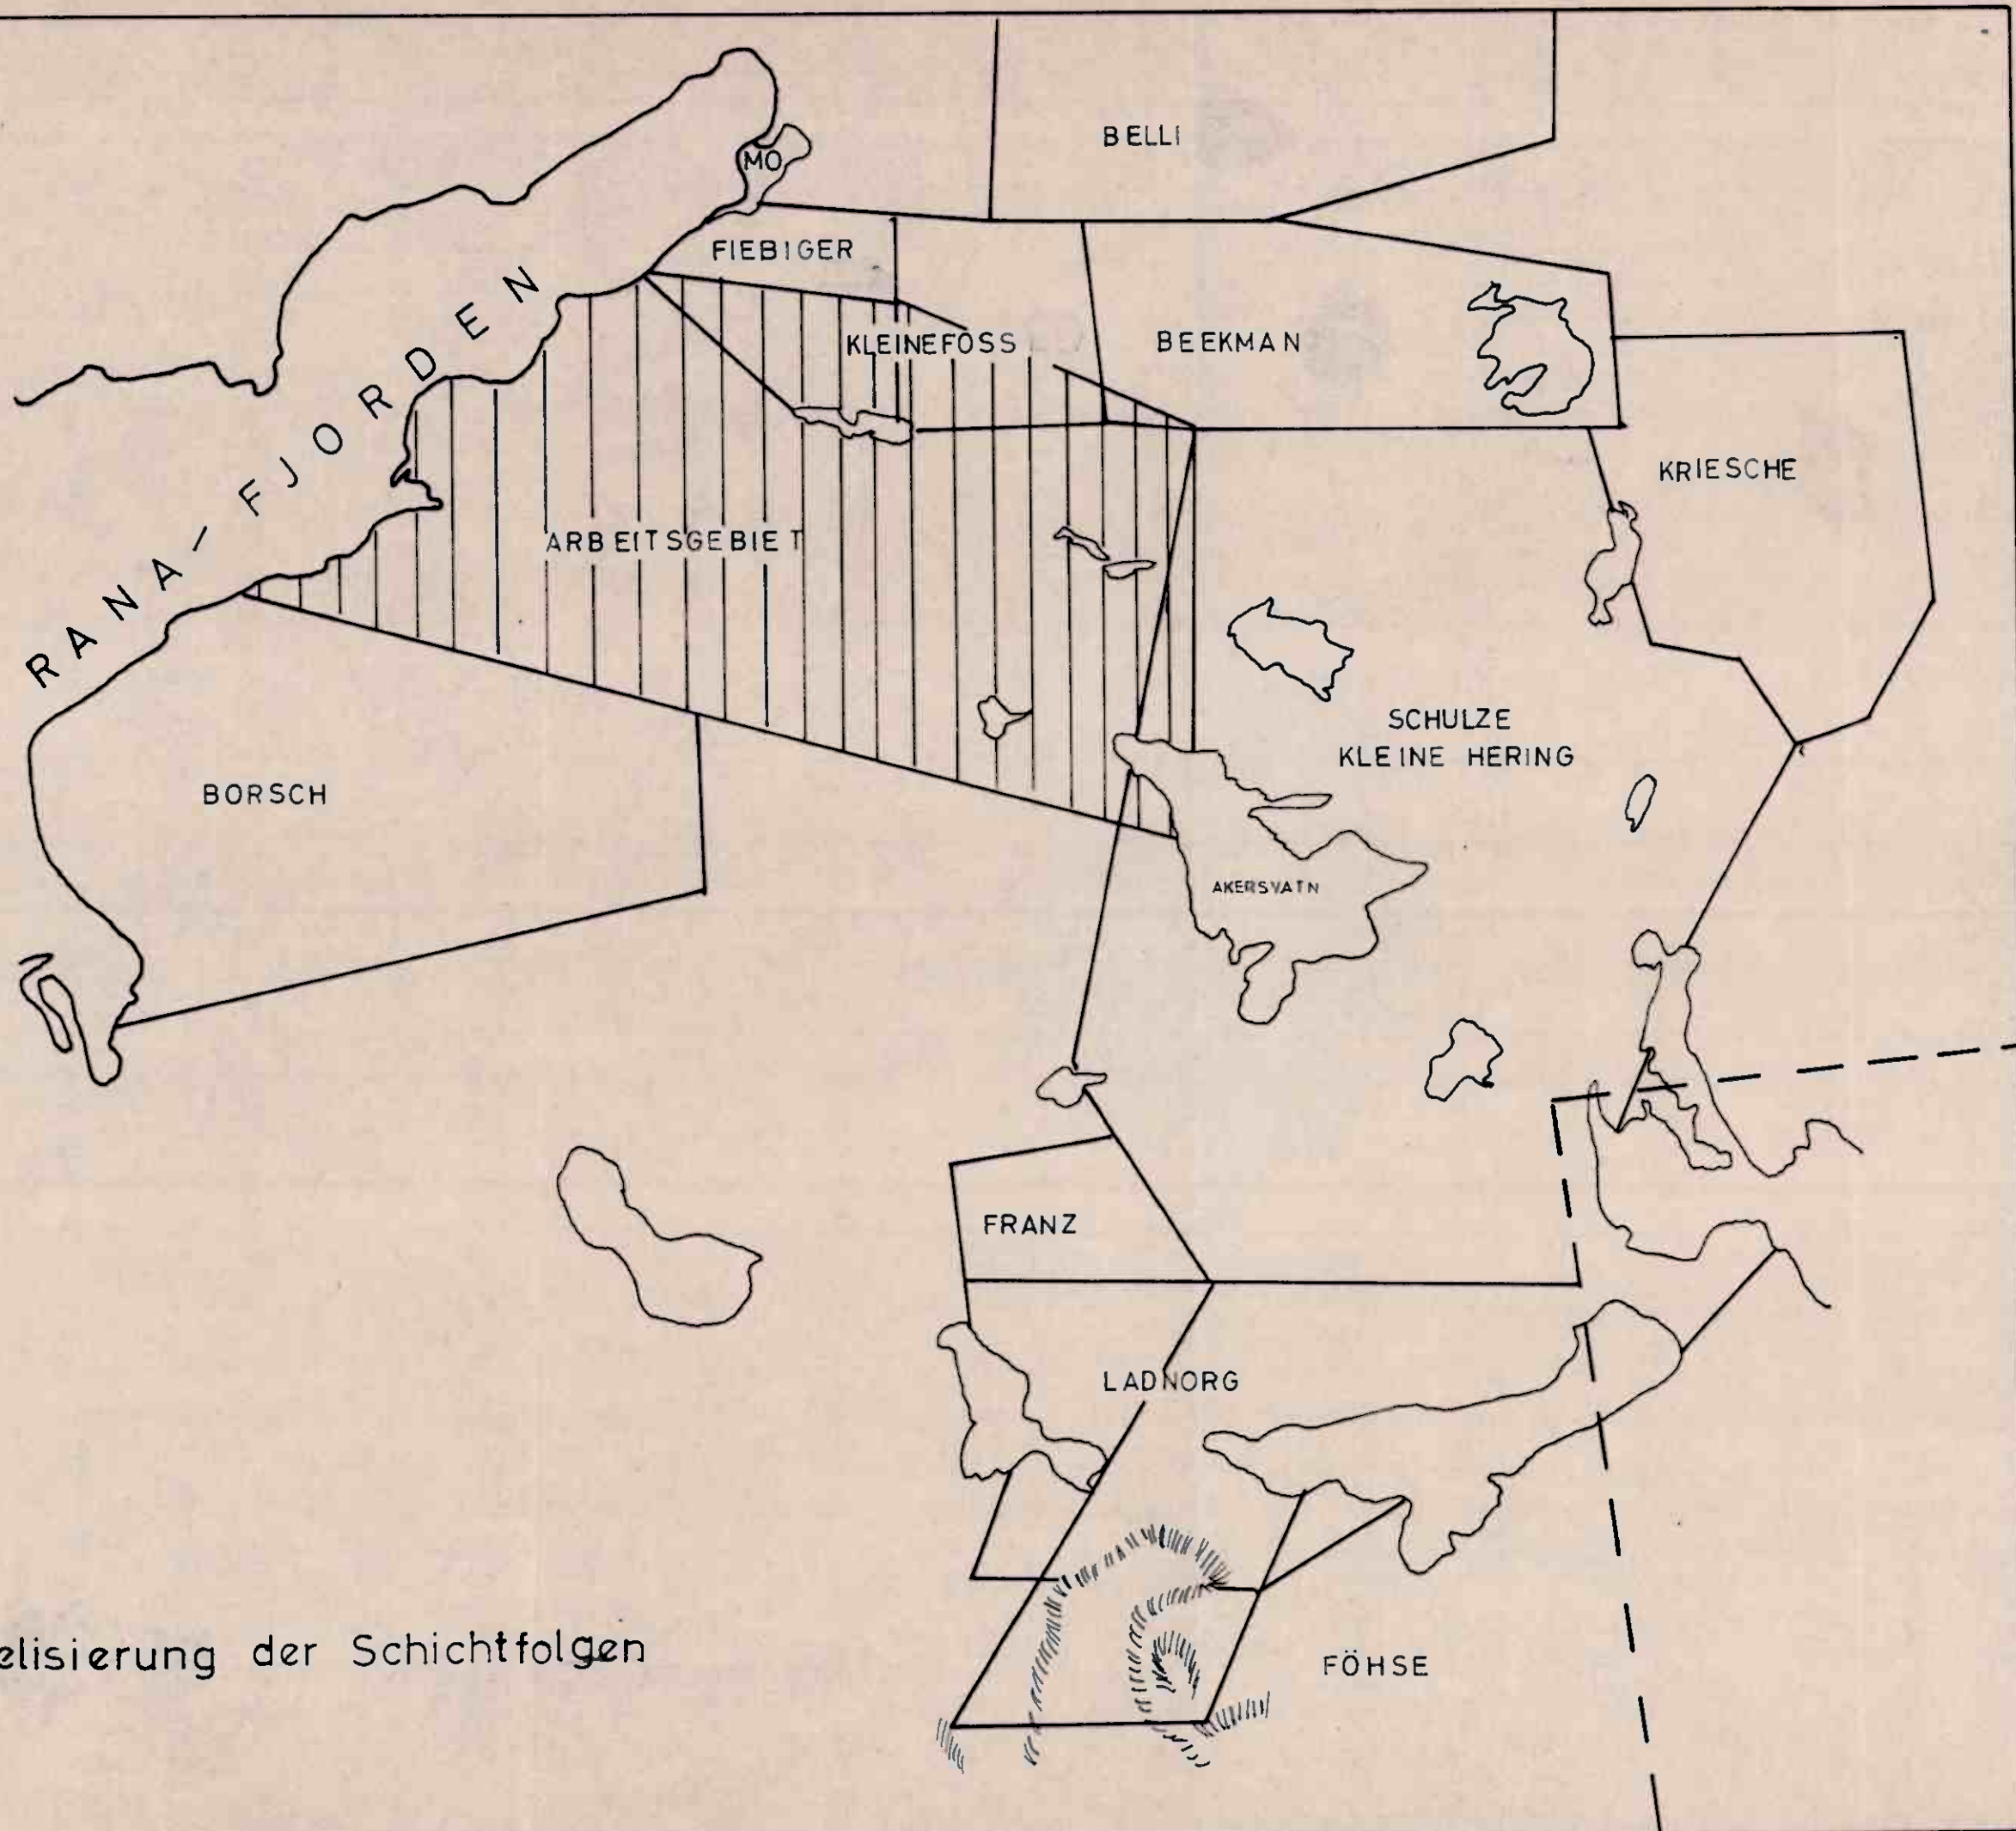 BELLI
MO
FIEBIGER
RANA-FJORDEN
KLEINEFOSS
BEEKMAN
KRIESCHE
ARBEITSGEBIET
SCHULZE
KLEINE HERING
BORSCH
AKERSVATN
FRANZ
LADNORG
elisierung der Schichtfolgen
FÖHSE